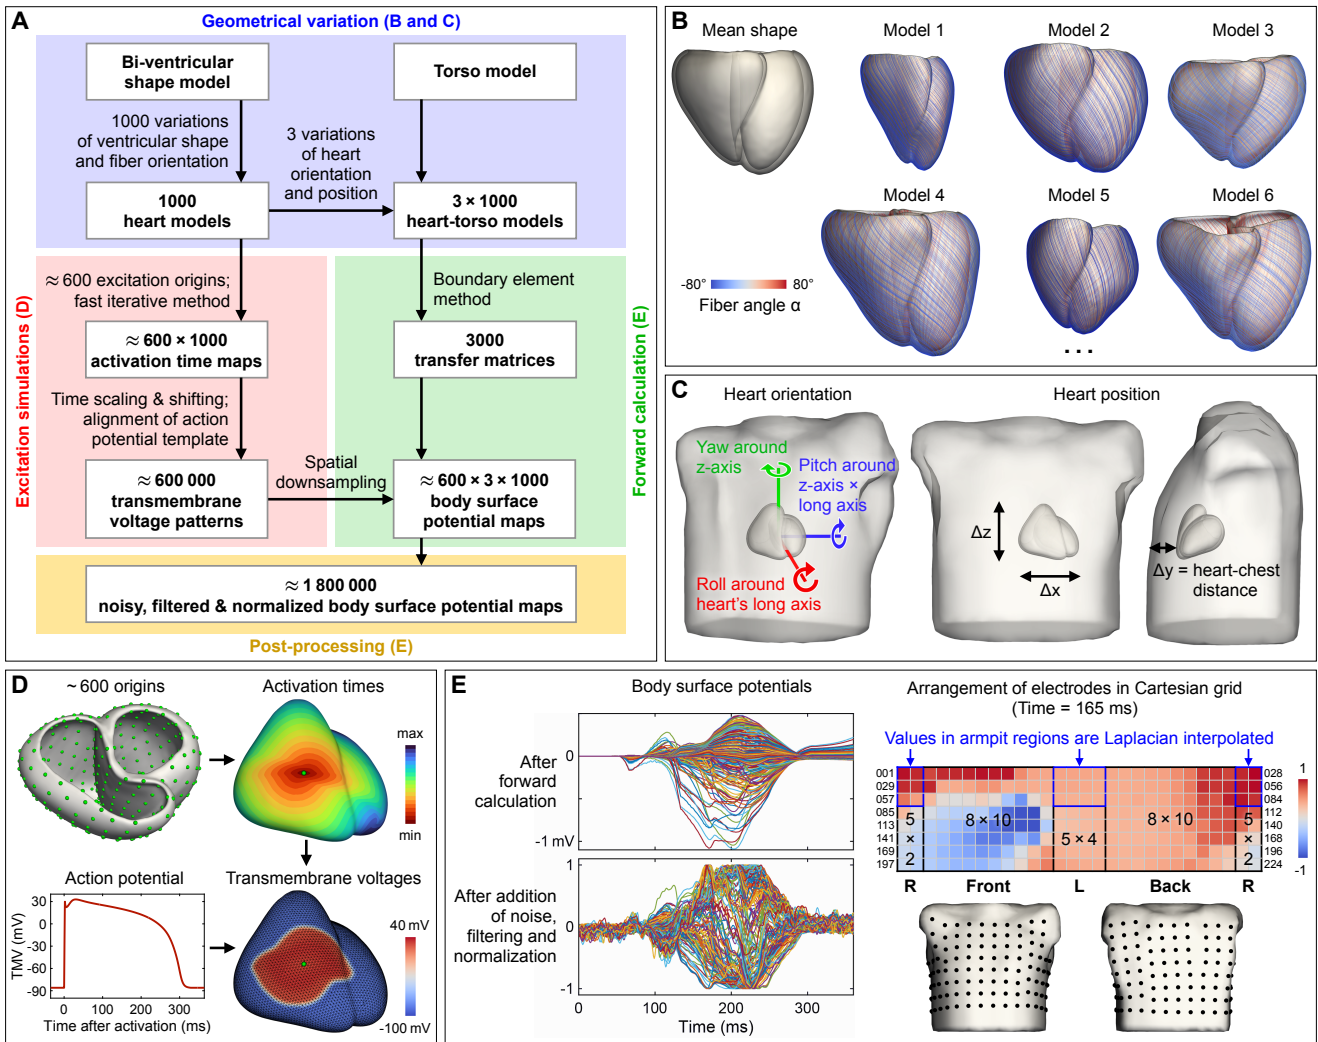 A
Geometrical variation (B and C)
Bi-ventricular
shape model
Torso model
1000 variations
of ventricular shape
and fiber orientation
3 variations
of heart
orientation
and position
1000
heart models
3 × 1000
heart-torso models
≈ 600 excitation origins;
fast iterative method
Boundary element
method
≈ 600 × 1000
activation time maps
3000
transfer matrices
Time scaling & shifting;
alignment of action
potential template
Spatial
downsampling
≈ 600 000
transmembrane
voltage patterns
≈ 600 × 3 × 1000
body surface
potential maps
Excitation simulations (D)
Forward calculation (E)
≈ 1 800 000
noisy, filtered & normalized body surface potential maps
Post-processing (E)
B
Mean shape
Model 1
Model 2
Model 3
Model 4
Model 5
Model 6
-80°
80°
Fiber angle α
...
C
Heart orientation
Heart position
Yaw around
z-axis
Pitch around
z-axis ×
long axis
Roll around
heart's long axis
Δz
Δx
Δy = heart-chest
distance
D
~ 600 origins
Activation times
max
min
Action potential
Transmembrane voltages
TMV (mV)
30
0
-30
-60
-90
0
100
200
300
Time after activation (ms)
40 mV
-100 mV
E
Body surface potentials
After
forward
calculation
0
-1 mV
After addition
of noise,
filtering and
normalization
1
0
-1
0
100
200
300
Time (ms)
Arrangement of electrodes in Cartesian grid
(Time = 165 ms)
Values in armpit regions are Laplacian interpolated
001
029
057
085
113
141
169
197
028
056
084
112
140
168
196
224
5
×
2
8 × 10
5 × 4
8 × 10
5
×
2
1
-1
R
Front
L
Back
R